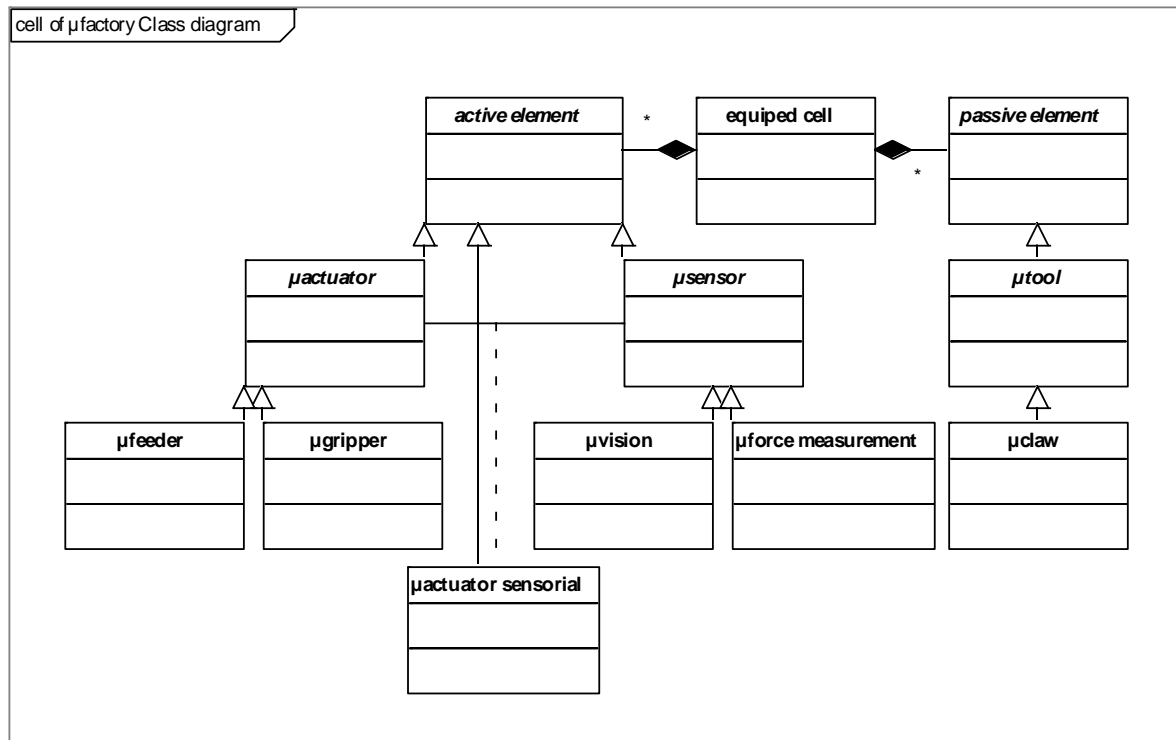 cell of µfactory Class diagram
active element
*
equiped cell
*
passive element
µactuator
µsensor
µtool
µfeeder
µgripper
µvision
µforce measurement
µclaw
µactuator sensorial